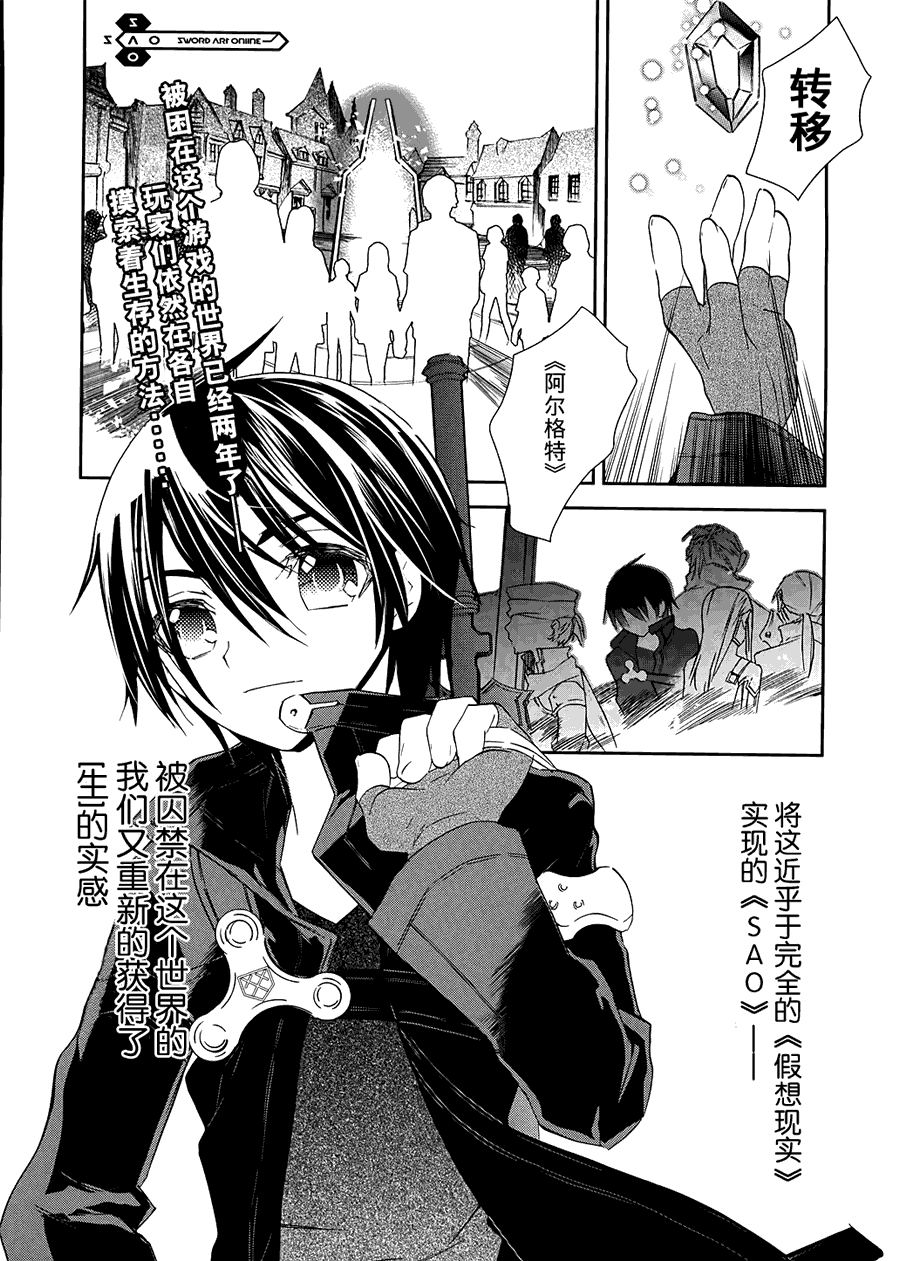 转移
《阿尔格特》
SAO
SAO SWORD ART ONLINE
被困在这个游戏的世界已经两年了
玩家们依然在各自
摸索着生存的方法……
将这近乎于完全的《假想现实》
实现的《SAO》——
被囚禁在这个世界的
我们又重新的获得了
[生]的实感